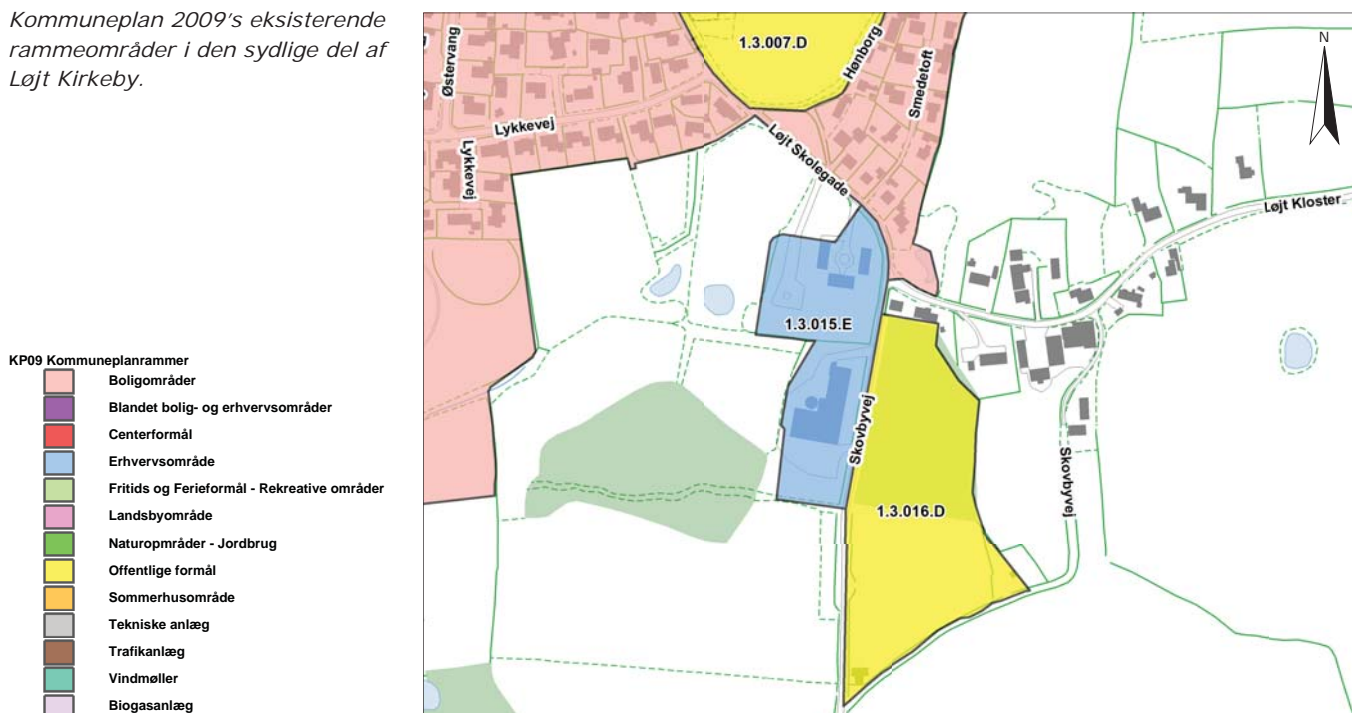 Kommuneplan 2009's eksisterende
rammeområder i den sydlige del af
Løjt Kirkeby.
KP09 Kommuneplanrammer
Boligområder
Blandet bolig- og erhvervsområder
Centerformål
Erhvervsområde
Fritids og Ferieformål - Rekreative områder
Landsbyområde
Naturopmråder - Jordbrug
Offentlige formål
Sommerhusområde
Tekniske anlæg
Trafikanlæg
Vindmøller
Biogasanlæg
1.3.007.D
N
Østervang
Hønborg
Smedetoft
Lykkevej
Lykkevej
Løjt Skolegade
Løjt Kloster
1.3.015.E
Skovbyvej
Skovbyvej
1.3.016.D